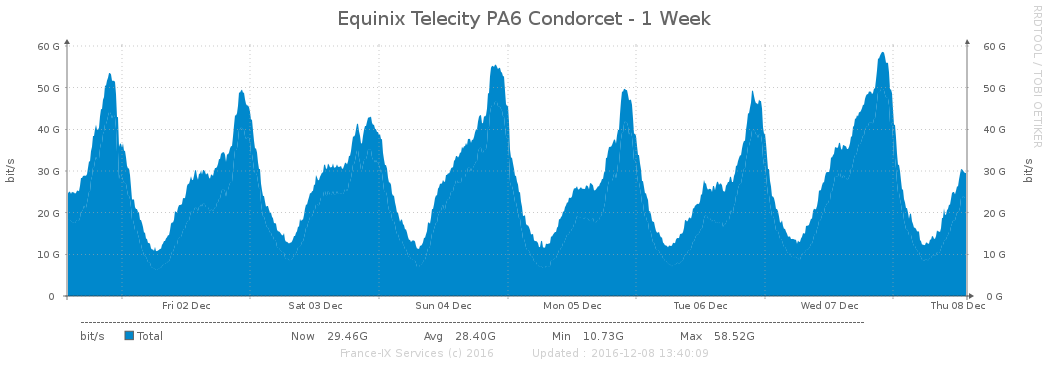 Equinix Telecity PA6 Condorcet - 1 Week
RRDTOOL / TOBI OETIKER
60 G 60 G
50 G 50 G
40 G 40 G
30 G 30 G
20 G 20 G
10 G 10 G
0 0 G
bit/s bit/s
Fri 02 Dec Sat 03 Dec Sun 04 Dec Mon 05 Dec Tue 06 Dec Wed 07 Dec Thu 08 Dec
bit/s Total Now 29.46G Avg 28.40G Min 10.73G Max 58.52G
France-IX Services (c) 2016 Updated : 2016-12-08 13:40:09